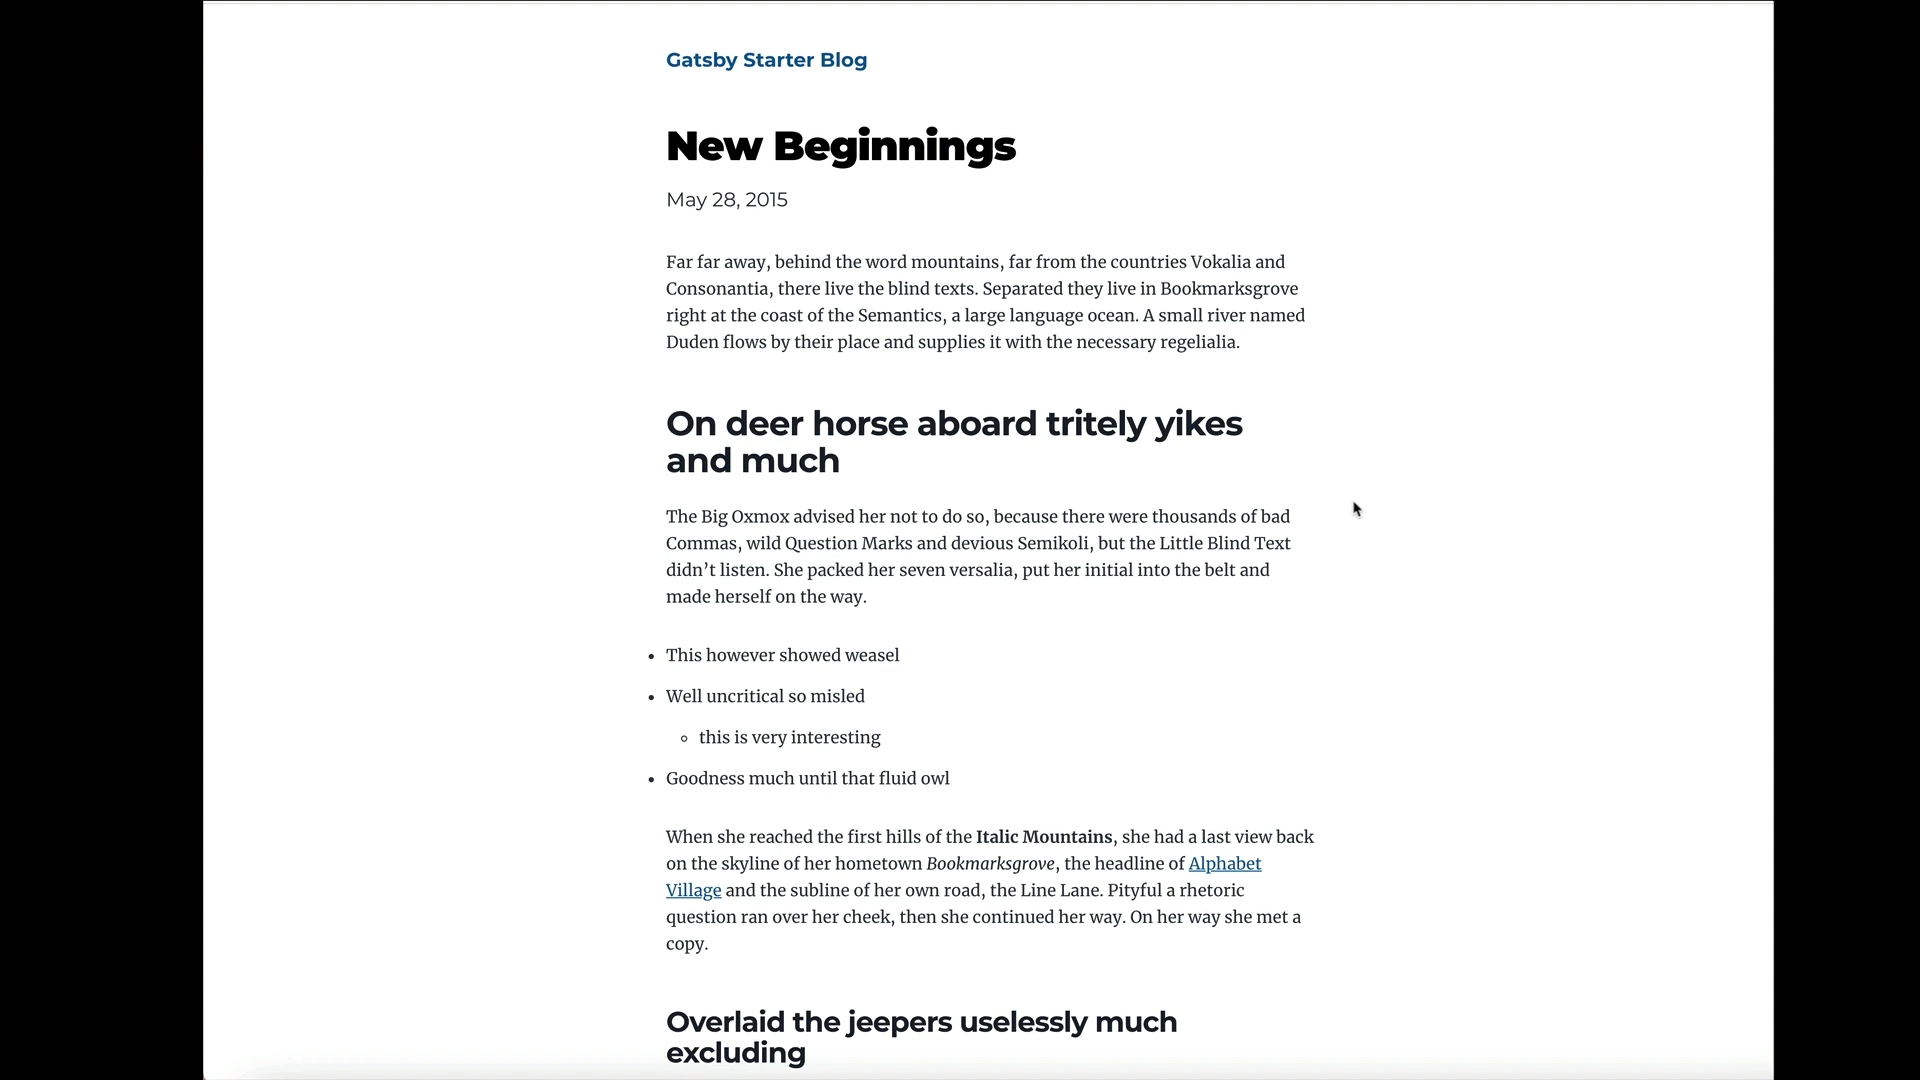 Gatsby Starter Blog
New Beginnings
May 28, 2015
Far far away, behind the word mountains, far from the countries Vokalia and
Consonantia, there live the blind texts. Separated they live in Bookmarksgrove
right at the coast of the Semantics, a large language ocean. A small river named
Duden flows by their place and supplies it with the necessary regelialia.
On deer horse aboard tritely yikes
and much
The Big Oxmox advised her not to do so, because there were thousands of bad
Commas, wild Question Marks and devious Semikoli, but the Little Blind Text
didn’t listen. She packed her seven versalia, put her initial into the belt and
made herself on the way.
• This however showed weasel
• Well uncritical so misled
◦ this is very interesting
• Goodness much until that fluid owl
When she reached the first hills of the Italic Mountains, she had a last view back
on the skyline of her hometown Bookmarksgrove, the headline of Alphabet
Village and the subline of her own road, the Line Lane. Pityful a rhetoric
question ran over her cheek, then she continued her way. On her way she met a
copy.
Overlaid the jeepers uselessly much
excluding